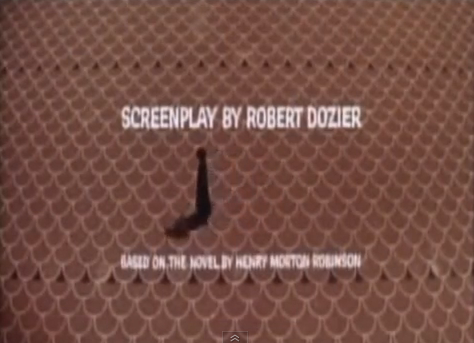 SCREENPLAY BY ROBERT DOZIER
BASED ON THE NOVEL BY HENRY MORTON ROBINSON